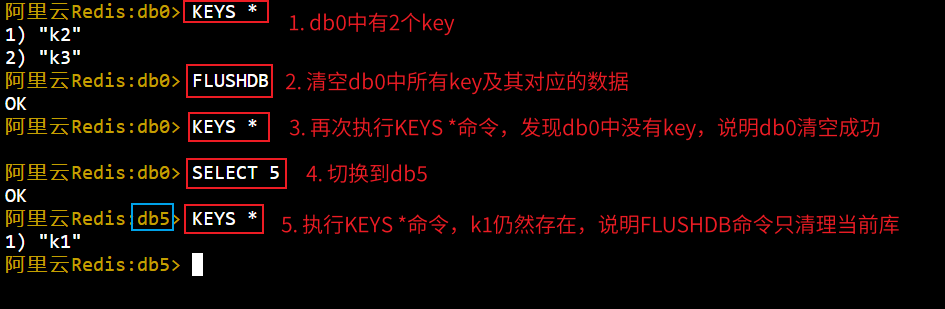 阿里云Redis:db0> KEYS * 1. db0中有2个key
1) "k2"
2) "k3"
阿里云Redis:db0> FLUSHDB 2. 清空db0中所有key及其对应的数据
OK
阿里云Redis:db0> KEYS * 3. 再次执行KEYS *命令，发现db0中没有key，说明db0清空成功
阿里云Redis:db0> SELECT 5 4. 切换到db5
OK
阿里云Redis:db5> KEYS * 5. 执行KEYS *命令，k1仍然存在，说明FLUSHDB命令只清理当前库
1) "k1"
阿里云Redis:db5>